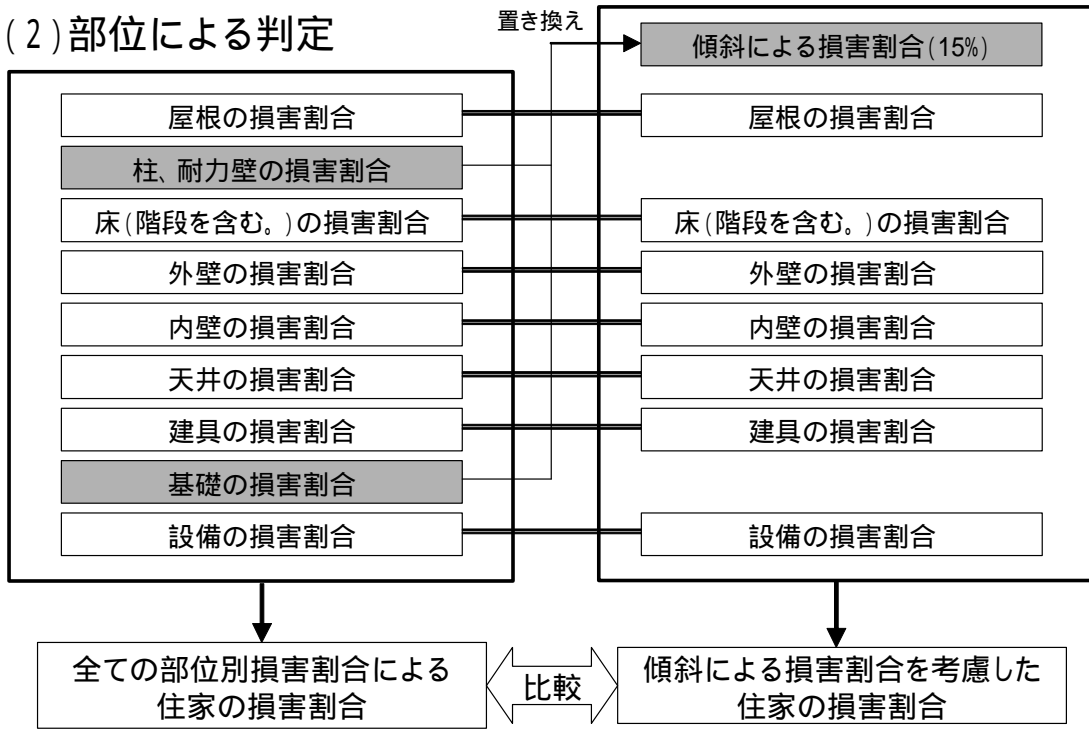 (2)部位による判定
置き換え
屋根の損害割合
柱、耐力壁の損害割合
床(階段を含む。)の損害割合
外壁の損害割合
内壁の損害割合
天井の損害割合
建具の損害割合
基礎の損害割合
設備の損害割合
傾斜による損害割合(15%)
屋根の損害割合
床(階段を含む。)の損害割合
外壁の損害割合
内壁の損害割合
天井の損害割合
建具の損害割合
設備の損害割合
全ての部位別損害割合による
住家の損害割合
比較
傾斜による損害割合を考慮した
住家の損害割合